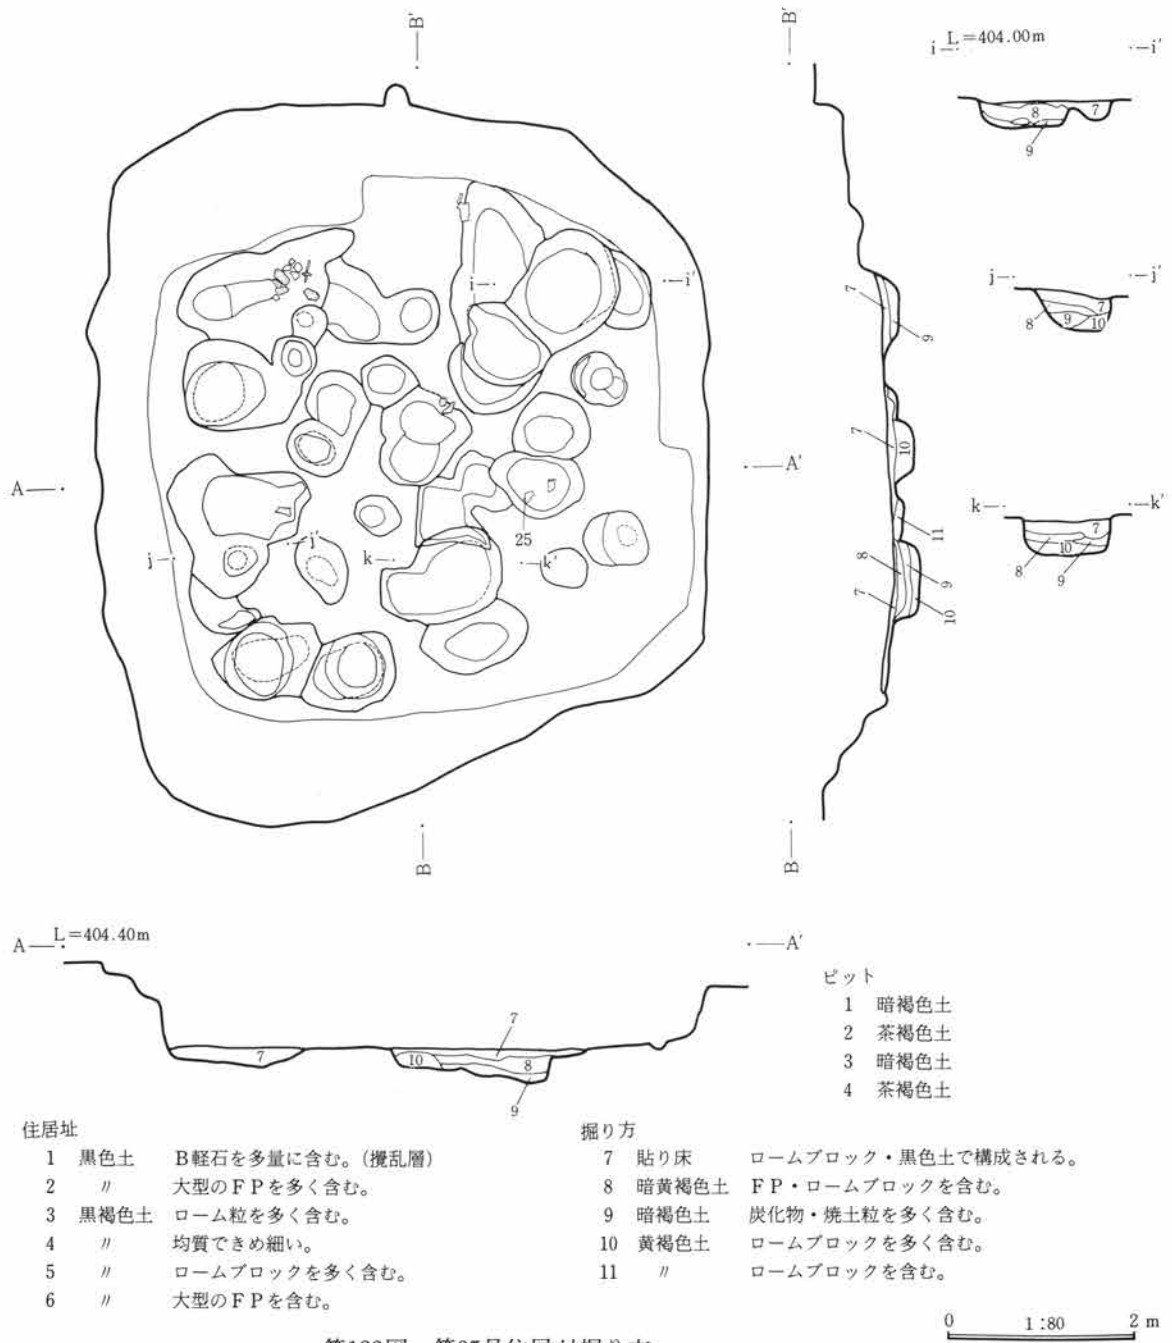 B′
B′
L=404.00m
i
i′
8
7
9
i
i′
j
i′
7
8
9
10
7
9
7
10
A
A′
k
k′
25
11
j
j′
k
k′
7
10
8
9
8
9
7
10
B
B
A
L=404.40m
A′
7
7
10
8
9
ピット
1 暗褐色土
2 茶褐色土
3 暗褐色土
4 茶褐色土
住居址
1 黒色土 B軽石を多量に含む。(攪乱層)
2 〃 大型のFPを多く含む。
3 黒褐色土 ローム粒を多く含む。
4 〃 均質できめ細い。
5 〃 ロームブロックを多く含む。
6 〃 大型のFPを含む。
掘り方
7 貼り床 ロームブロック・黒色土で構成される。
8 暗黄褐色土 FP・ロームブロックを含む。
9 暗褐色土 炭化物・焼土粒を多く含む。
10 黄褐色土 ロームブロックを多く含む。
11 〃 ロームブロックを含む。
0 1:80 2 m